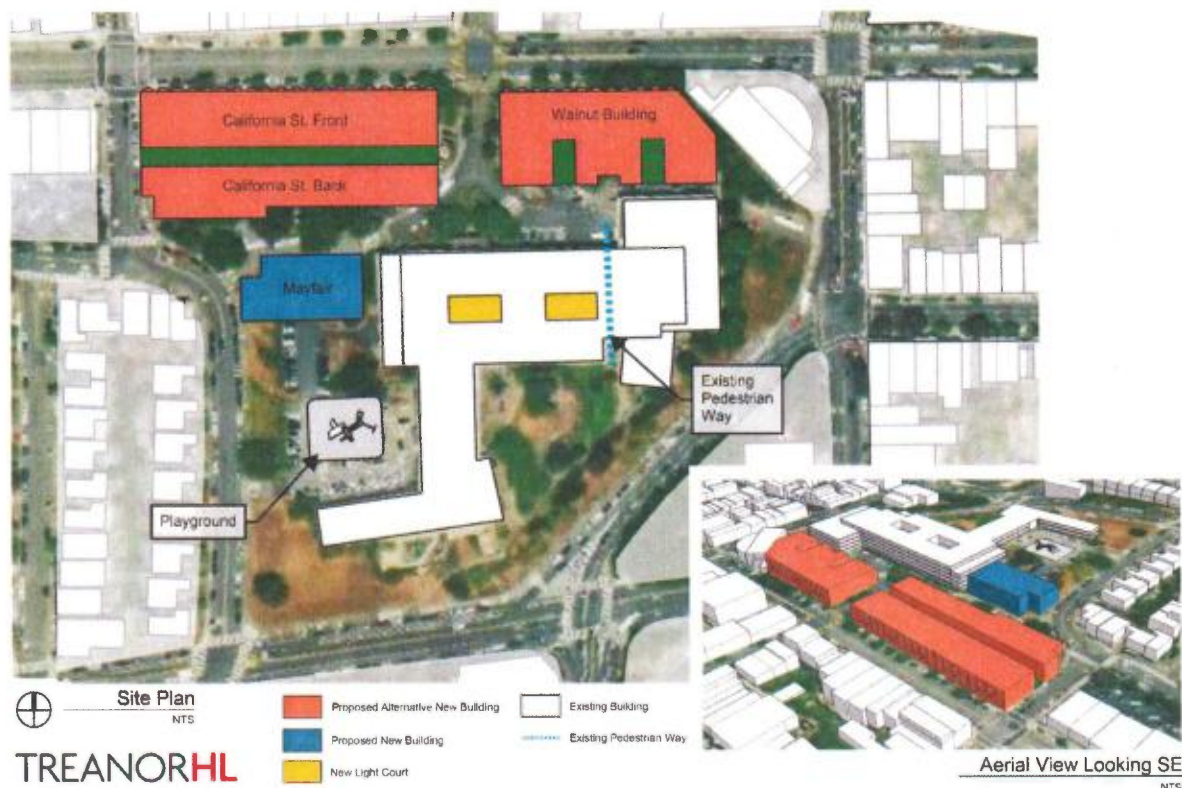 California St. Front
Walnut Building
California St. Back
Mayfair
Existing
Pedestrian
Way
Playground
Site Plan
NTS
Proposed Alternative New Building
Existing Building
Proposed New Building
Existing Pedestrian Way
New Light Court
TREANORHL
Aerial View Looking SE
NTS